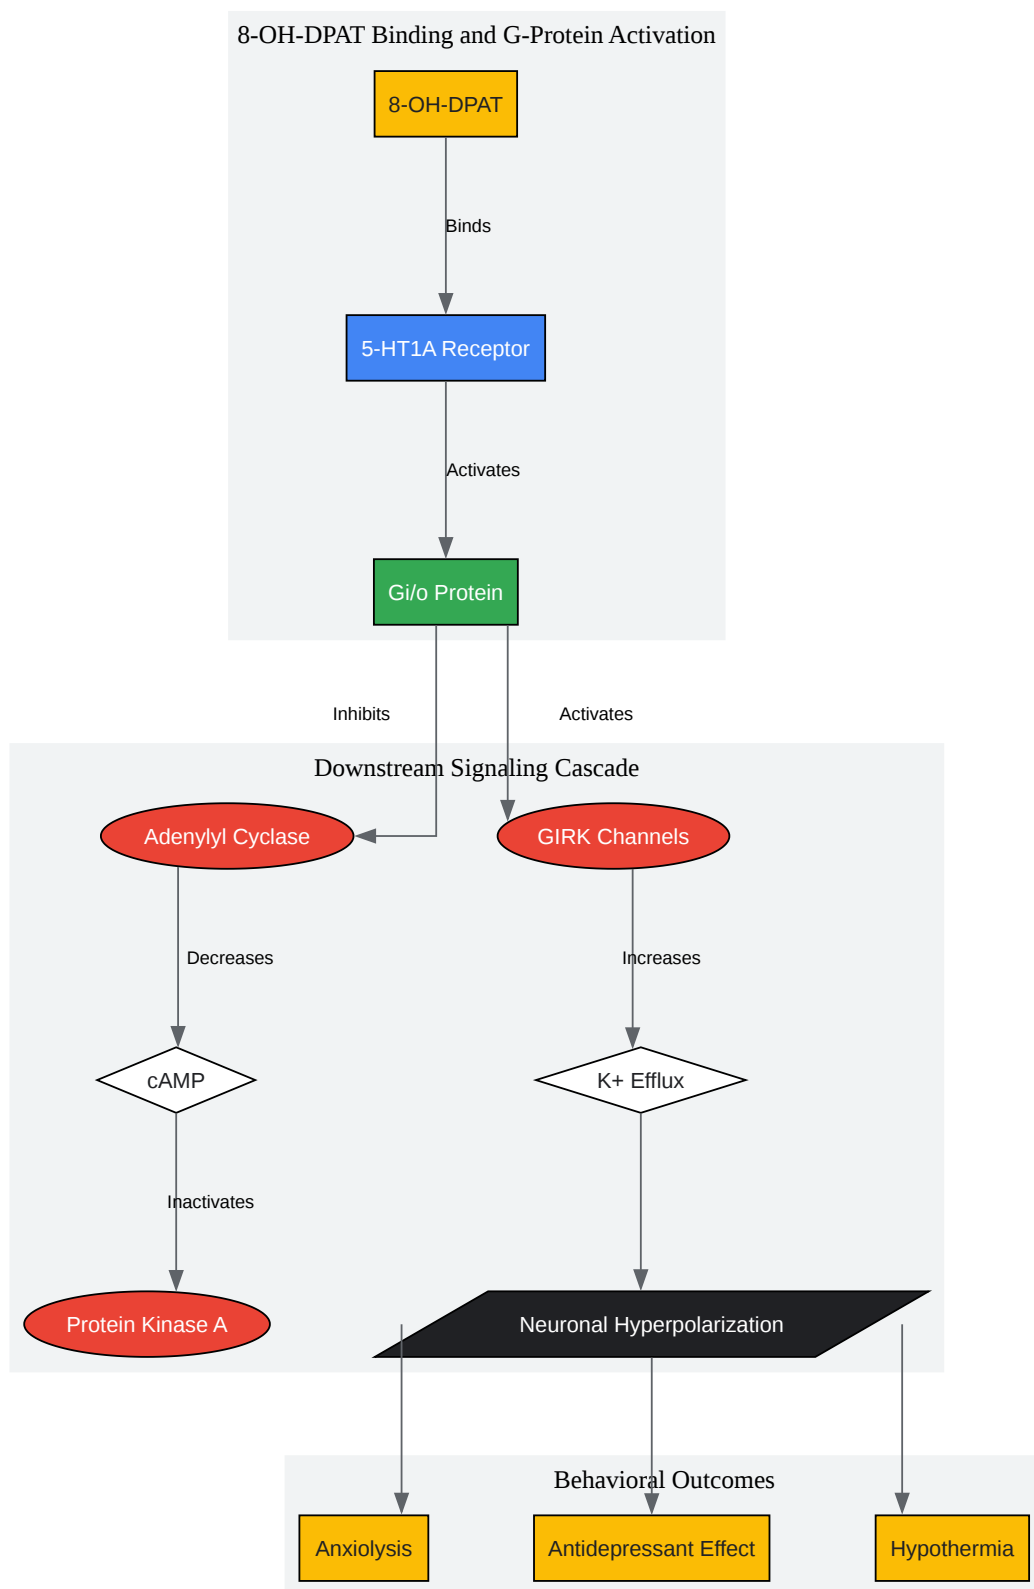 8-OH-DPAT Binding and G-Protein Activation
8-OH-DPAT
Binds
5-HT1A Receptor
Activates
Gi/o Protein
Inhibits
Activates
Downstream Signaling Cascade
Adenylyl Cyclase
GIRK Channels
Decreases
Increases
cAMP
K+ Efflux
Inactivates
Protein Kinase A
Neuronal Hyperpolarization
Behavioral Outcomes
Anxiolysis
Antidepressant Effect
Hypothermia